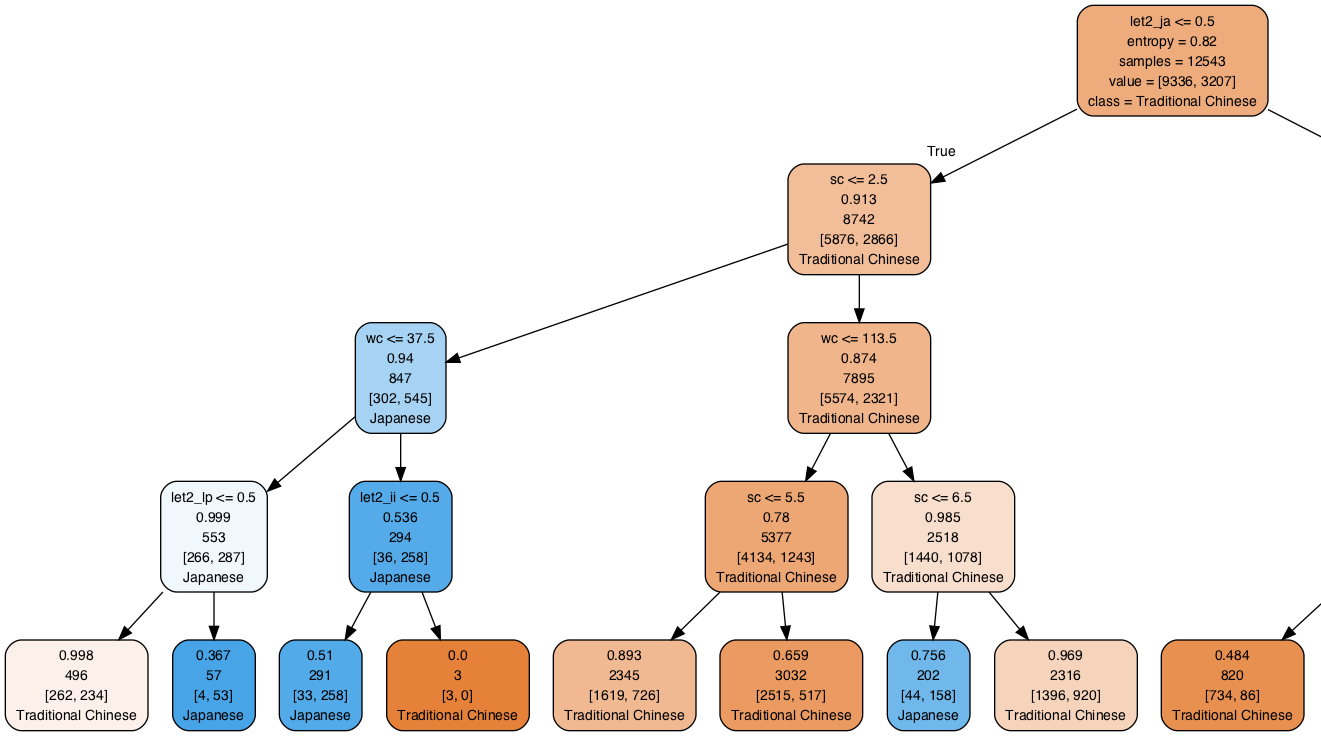 let2_ja <= 0.5
entropy = 0.82
samples = 12543
value = [9336, 3207]
class = Traditional Chinese
True
sc <= 2.5
0.913
8742
[5876, 2866]
Traditional Chinese
wc <= 37.5
0.94
847
[302, 545]
Japanese
wc <= 113.5
0.874
7895
[5574, 2321]
Traditional Chinese
let2_lp <= 0.5
0.999
553
[266, 287]
Japanese
let2_ii <= 0.5
0.536
294
[36, 258]
Japanese
sc <= 5.5
0.78
5377
[4134, 1243]
Traditional Chinese
sc <= 6.5
0.985
2518
[1440, 1078]
Traditional Chinese
0.998
496
[262, 234]
Traditional Chinese
0.367
57
[4, 53]
Japanese
0.51
291
[33, 258]
Japanese
0.0
3
[3, 0]
Traditional Chinese
0.893
2345
[1619, 726]
Traditional Chinese
0.659
3032
[2515, 517]
Traditional Chinese
0.756
202
[44, 158]
Japanese
0.969
2316
[1396, 920]
Traditional Chinese
0.484
820
[734, 86]
Traditional Chinese